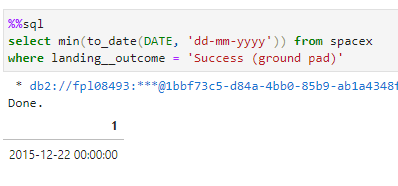 %%sql
select min(to_date(DATE, 'dd-mm-yyyy')) from spacex
where landing__outcome = 'Success (ground pad)'
* db2://fpl08493:***@1bbf73c5-d84a-4bb0-85b9-ab1a4348f
Done.
1
2015-12-22 00:00:00